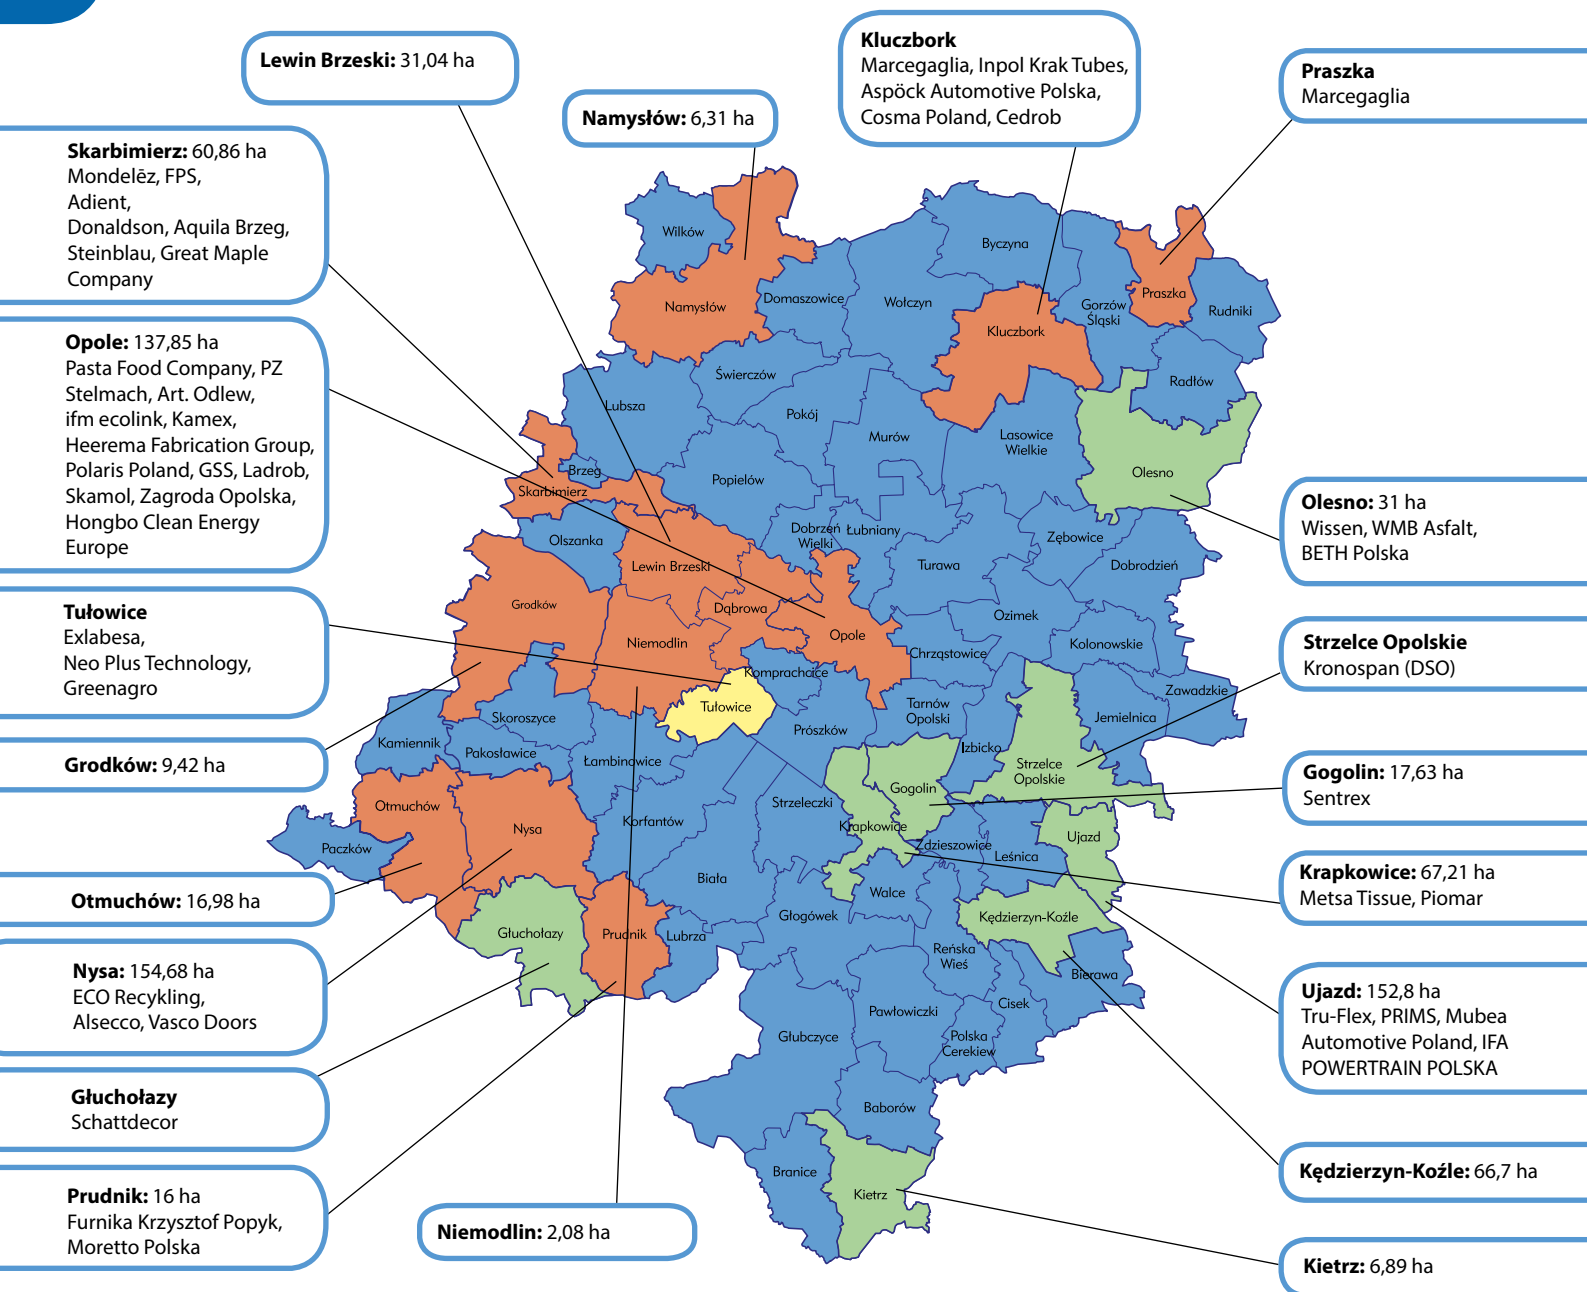 Lewin Brzeski: 31,04 ha
Namysłów: 6,31 ha
Kluczbork
Marcegaglia, Inpol Krak Tubes,
Aspöck Automotive Polska,
Cosma Poland, Cedrob
Praszka
Marcegaglia
Skarbimierz: 60,86 ha
Mondelēz, FPS,
Adient,
Donaldson, Aquila Brzeg,
Steinblau, Great Maple
Company
Opole: 137,85 ha
Pasta Food Company, PZ
Stelmach, Art. Odlew,
ifm ecolink, Kamex,
Heerema Fabrication Group,
Polaris Poland, GSS, Ladrob,
Skamol, Zagroda Opolska,
Hongbo Clean Energy
Europe
Tułowice
Exlabesa,
Neo Plus Technology,
Greenagro
Grodków: 9,42 ha
Otmuchów: 16,98 ha
Nysa: 154,68 ha
ECO Recykling,
Alsecco, Vasco Doors
Głuchołazy
Schattdecor
Prudnik: 16 ha
Furnika Krzysztof Popyk,
Moretto Polska
Niemodlin: 2,08 ha
Olesno: 31 ha
Wissen, WMB Asfalt,
BETH Polska
Strzelce Opolskie
Kronospan (DSO)
Gogolin: 17,63 ha
Sentrex
Krapkowice: 67,21 ha
Metsa Tissue, Piomar
Ujazd: 152,8 ha
Tru-Flex, PRIMS, Mubea
Automotive Poland, IFA
POWERTRAIN POLSKA
Kędzierzyn-Koźle: 66,7 ha
Kietrz: 6,89 ha
Wilków
Byczyna
Namysłów
Domaszowice
Wołczyn
Kluczbork
Gorzów
Śląski
Praszka
Rudniki
Świerczów
Radłów
Lubsza
Pokój
Murów
Lasowice
Wielkie
Olesno
Brzeg
Skarbimierz
Popielów
Olszanka
Dobrzeń
Wielki
Łubniany
Zębowice
Lewin Brzeski
Turawa
Dobrodzień
Grodków
Dąbrowa
Ozimek
Niemodlin
Opole
Chrząstowice
Kolonowskie
Komprachcice
Zawadzkie
Tułowice
Tarnów
Opolski
Jemielnica
Skoroszyce
Prószków
Kamiennik
Pakosławice
Łambinowice
Izbicko
Strzelce
Opolskie
Otmuchów
Gogolin
Strzeleczki
Nysa
Korfantów
Krapkowice
Ujazd
Paczków
Zdzieszowice
Leśnica
Biała
Walce
Głuchołazy
Prudnik
Lubrza
Głogówek
Kędzierzyn-Koźle
Reńska
Wieś
Bierawa
Cisek
Pawłowiczki
Głubczyce
Polska
Cerekiew
Baborów
Branice
Kietrz